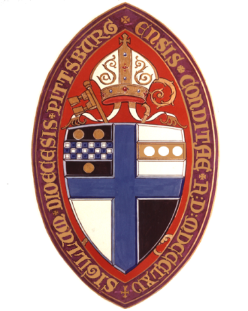 SIGILLUM DIOECESIS PITTSBURG ENSIS · CONDITAE · A · D · MDCCCLXV